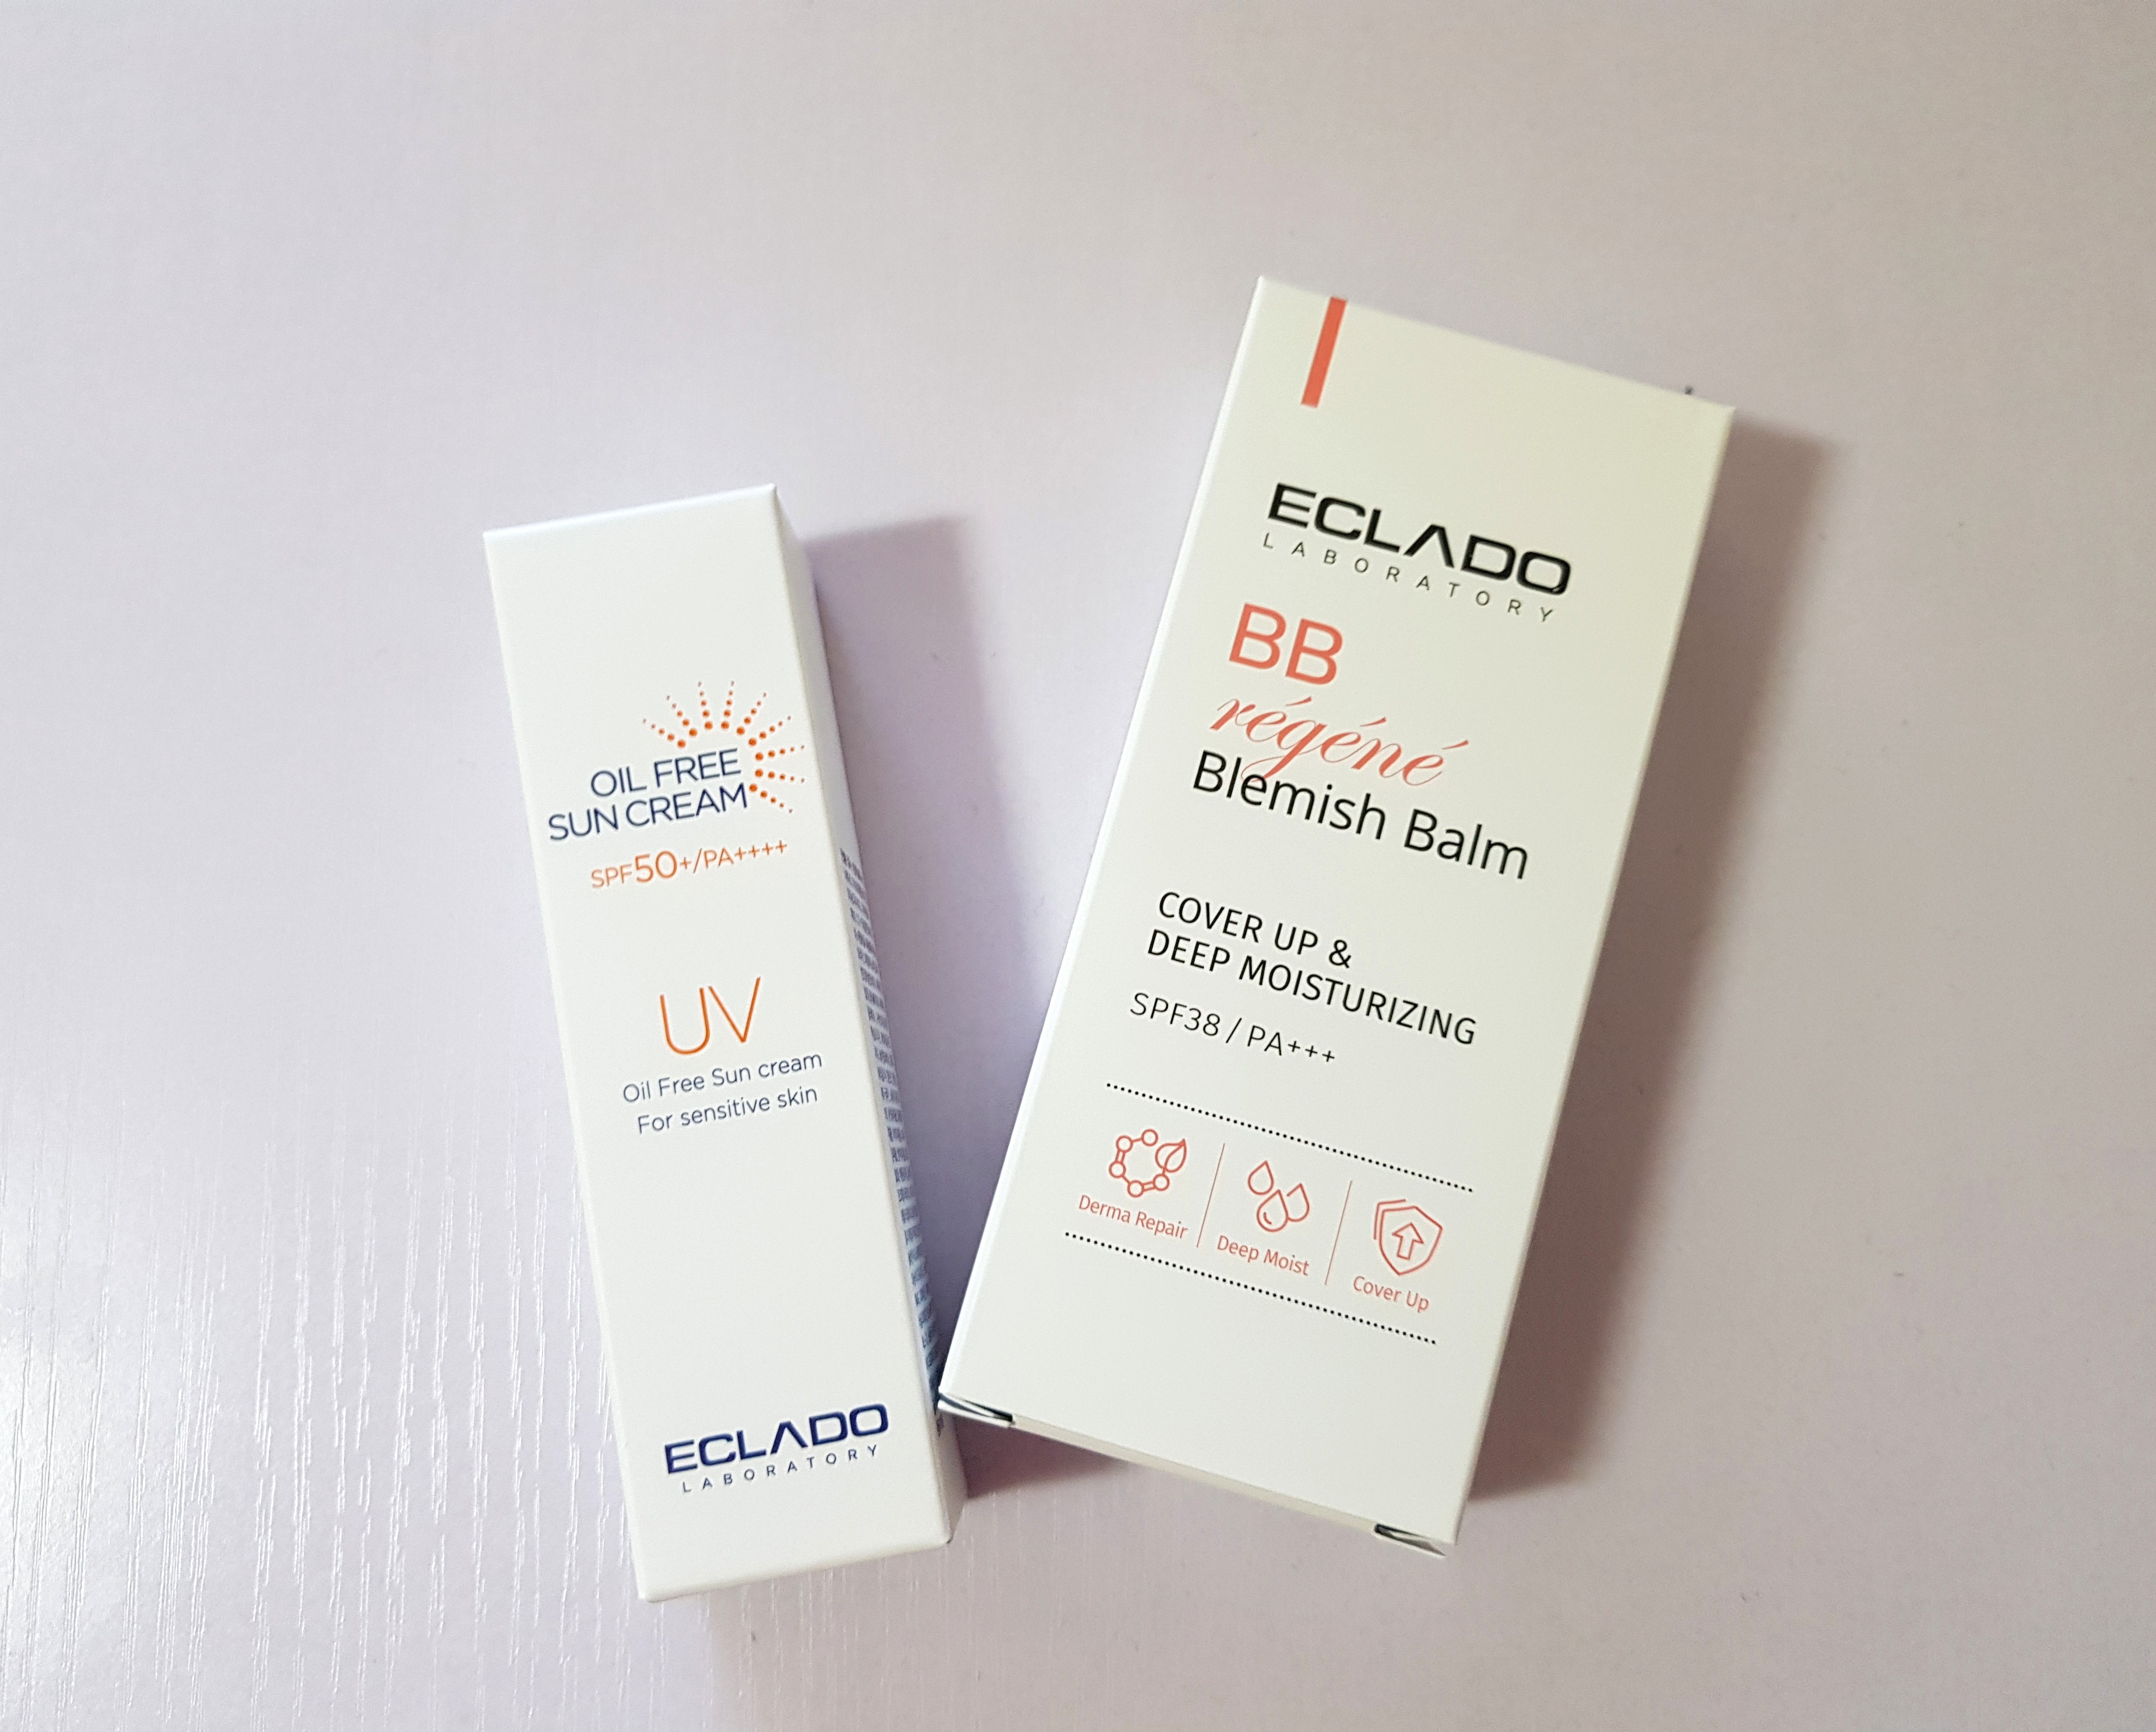 OIL FREE
SUN CREAM
SPF50+/PA++++
UV
Oil Free Sun cream
For sensitive skin
ECLADO
LABORATORY
ECLADO
LABORATORY
BB
régéné
Blemish Balm
COVER UP &
DEEP MOISTURIZING
SPF38 / PA+++
Derma Repair
Deep Moist
Cover Up